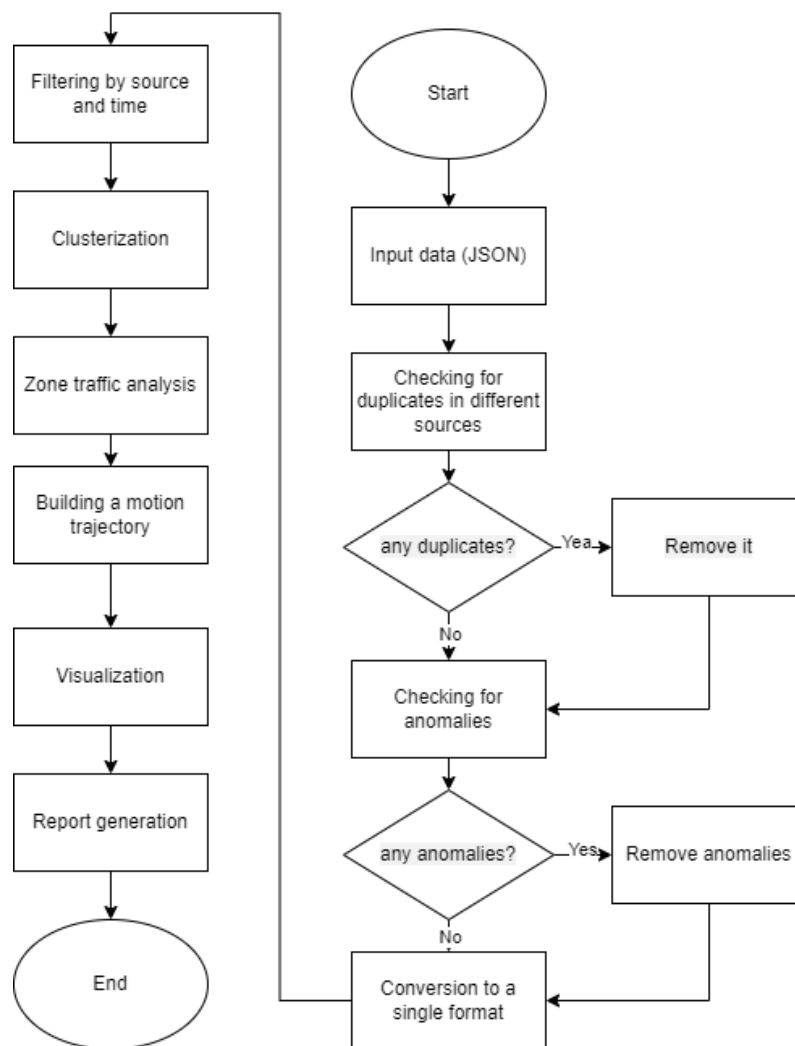 Start
Input data (JSON)
Checking for
duplicates in different
sources
any duplicates?
Yea
Remove it
No
Checking for
anomalies
any anomalies?
Yes
Remove anomalies
No
Conversion to a
single format
Filtering by source
and time
Clusterization
Zone traffic analysis
Building a motion
trajectory
Visualization
Report generation
End